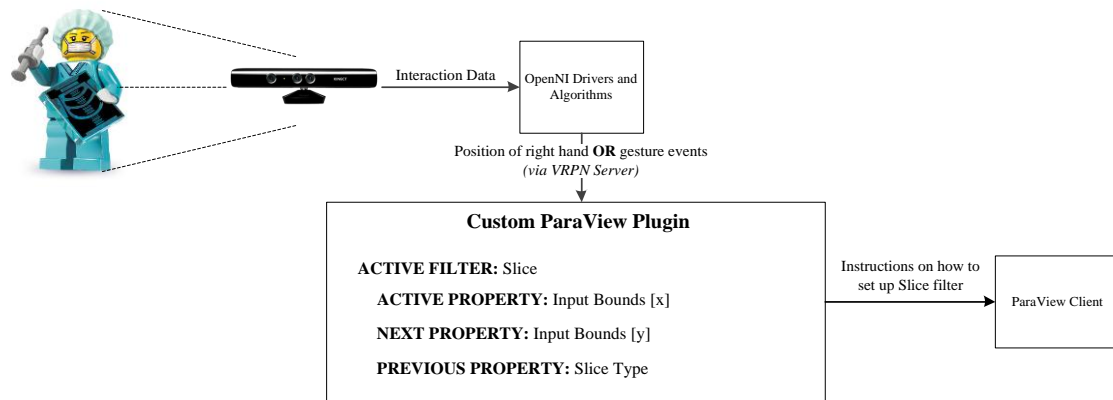 KINECT
Interaction Data
OpenNI Drivers and
Algorithms
Position of right hand OR gesture events
(via VRPN Server)
Custom ParaView Plugin
ACTIVE FILTER: Slice
ACTIVE PROPERTY: Input Bounds [x]
NEXT PROPERTY: Input Bounds [y]
PREVIOUS PROPERTY: Slice Type
Instructions on how to
set up Slice filter
ParaView Client